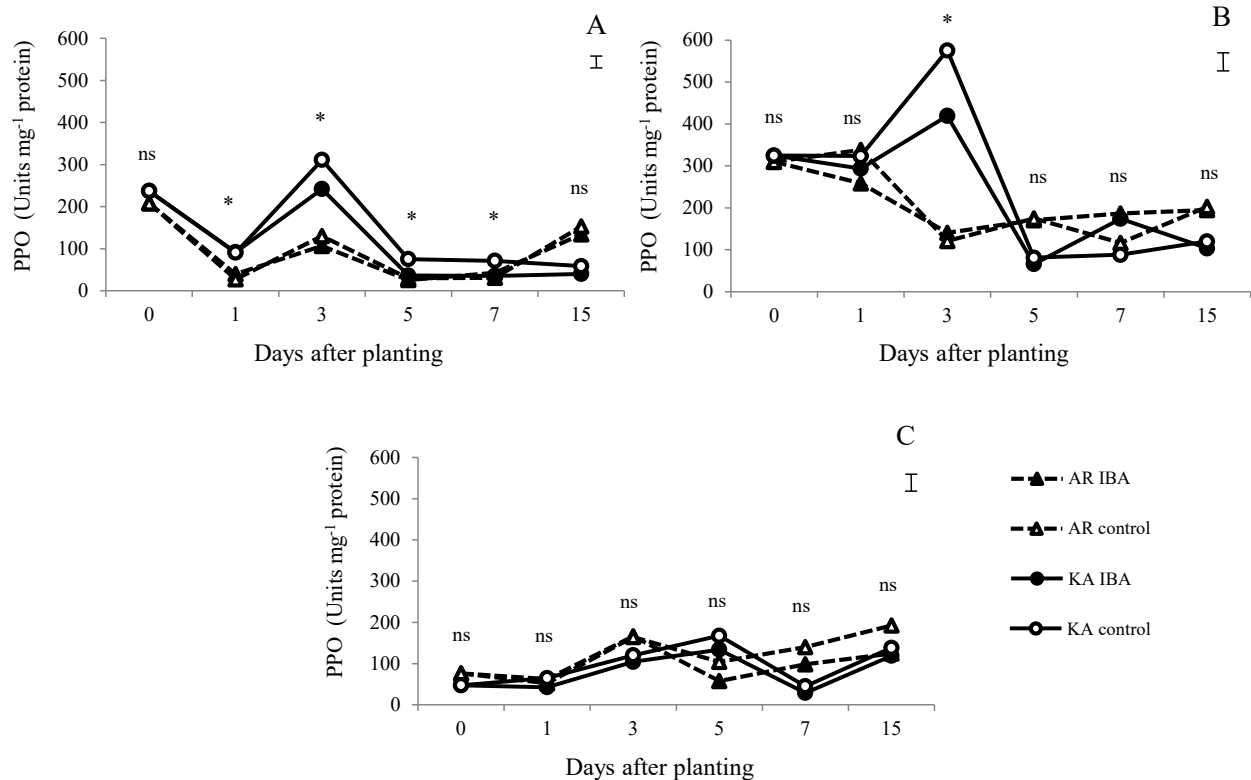 A
PPO (Units mg⁻¹ protein)
600
500
400
300
200
100
0
ns
*
*
*
*
ns
0 1 3 5 7 15
Days after planting
B
PPO (Units mg⁻¹ protein)
600
500
400
300
200
100
0
ns
ns
*
ns
ns
ns
0 1 3 5 7 15
Days after planting
C
PPO (Units mg⁻¹ protein)
600
500
400
300
200
100
0
ns
ns
ns
ns
ns
ns
0 1 3 5 7 15
Days after planting
AR IBA
AR control
KA IBA
KA control